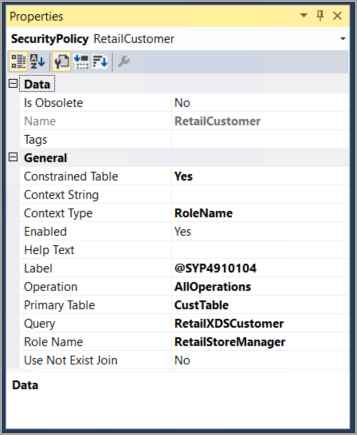 Properties
SecurityPolicy RetailCustomer
Data
Is Obsolete No
Name RetailCustomer
Tags
General
Constrained Table Yes
Context String
Context Type RoleName
Enabled Yes
Help Text
Label @SYP4910104
Operation AllOperations
Primary Table CustTable
Query RetailXDSCustomer
Role Name RetailStoreManager
Use Not Exist Join No
Data